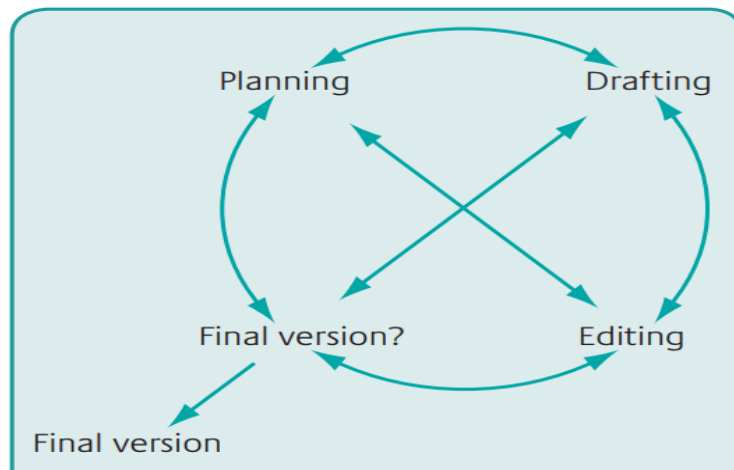 Planning
Drafting
Final version?
Editing
Final version